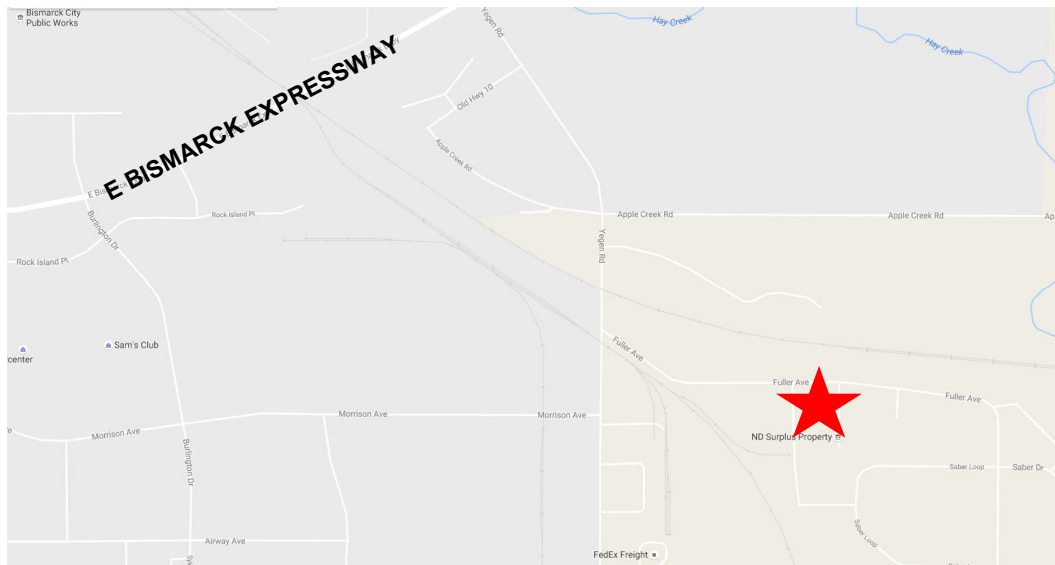 Bismarck City
Public Works
Yegen Rd
Hay Creek
Hay Creek
E BISMARCK EXPRESSWAY
Old Hwy 10
Apple Creek Rd
E Bismarck
Burlington Dr
Rock Island Pl
Apple Creek Rd
Apple Creek Rd
Ap
Yegen Rd
Rock Island Pl
Sam's Club
rcenter
Fuller Ave
Fuller Ave
Fuller Ave
Morrison Ave
Morrison Ave
Morrison Ave
Burlington Dr
ND Surplus Property
Saber Loop
Saber Dr
Saber Loop
Airway Ave
FedEx Freight